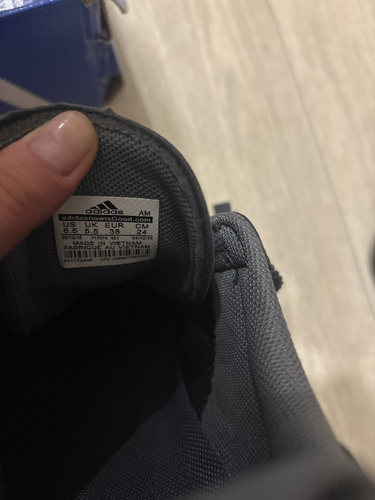 adidas AM
adidasnowisGood.com
US UK EUR CM
6.5 5.5 38 24
MADE IN VIETNAM
FABRIQUE AU VIETNAM